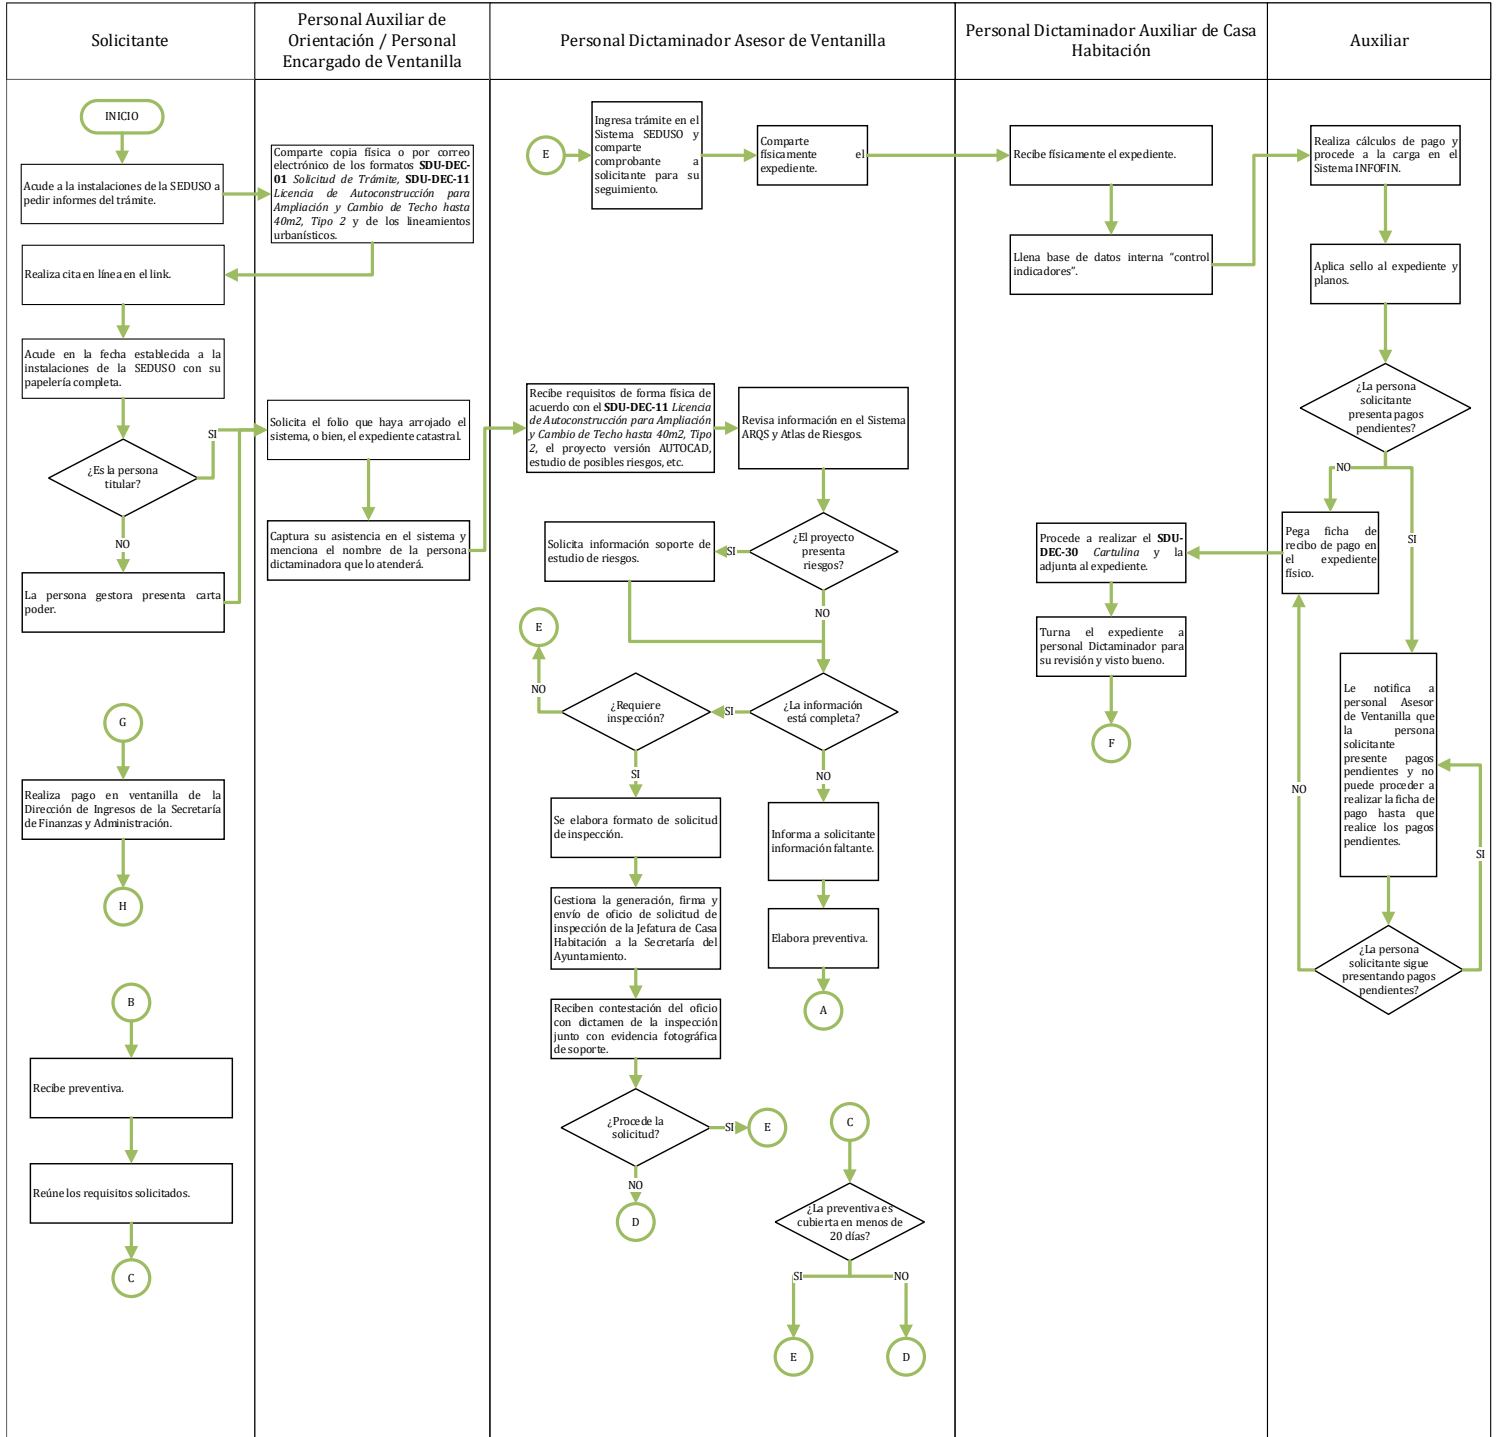 Solicitante
Personal Auxiliar de
Orientación / Personal
Encargado de Ventanilla
Personal Dictaminador Asesor de Ventanilla
Personal Dictaminador Auxiliar de Casa
Habitación
Auxiliar
INICIO
Acude a la instalaciones de la SEDUSO a
pedir informes del trámite.
Realiza cita en línea en el link.
Acude en la fecha establecida a la
instalaciones de la SEDUSO con su
papelería completa.
¿Es la persona
titular?
SI
NO
La persona gestora presenta carta
poder.
G
Realiza pago en ventanilla de la
Dirección de Ingresos de la Secretaría
de Finanzas y Administración.
H
B
Recibe preventiva.
Reúne los requisitos solicitados.
C
Comparte copia física o por correo
electrónico de los formatos SDU-DEC-
01 Solicitud de Trámite, SDU-DEC-11
Licencia de Autoconstrucción para
Ampliación y Cambio de Techo hasta
40m2, Tipo 2 y de los lineamientos
urbanísticos.
Solicita el folio que haya arrojado el
sistema, o bien, el expediente catastral.
Captura su asistencia en el sistema y
menciona el nombre de la persona
dictaminadora que lo atenderá.
E
Ingresa trámite en el
Sistema SEDUSO y
comparte
comprobante a
solicitante para su
seguimiento.
Comparte
físicamente el
expediente.
Recibe requisitos de forma física de
acuerdo con el SDU-DEC-11 Licencia
de Autoconstrucción para Ampliación
y Cambio de Techo hasta 40m2, Tipo
2, el proyecto versión AUTOCAD,
estudio de posibles riesgos, etc.
Revisa información en el Sistema
ARQS y Atlas de Riesgos.
¿El proyecto
presenta
riesgos?
SI
NO
Solicita información soporte de
estudio de riesgos.
E
NO
¿Requiere
inspección?
SI
¿La información
está completa?
SI
NO
Se elabora formato de solicitud
de inspección.
Informa a solicitante
información faltante.
Gestiona la generación, firma y
envío de oficio de solicitud de
inspección de la Jefatura de Casa
Habitación a la Secretaría del
Ayuntamiento.
Elabora preventiva.
A
Reciben contestación del oficio
con dictamen de la inspección
junto con evidencia fotográfica
de soporte.
¿Procede la
solicitud?
SI
E
NO
D
C
¿La preventiva es
cubierta en menos de
20 días?
SI
NO
E
D
Recibe físicamente el expediente.
Llena base de datos interna “control
indicadores”.
Procede a realizar el SDU-
DEC-30 Cartulina y la
adjunta al expediente.
Turna el expediente a
personal Dictaminador para
su revisión y visto bueno.
F
Realiza cálculos de pago y
procede a la carga en el
Sistema INFOFIN.
Aplica sello al expediente y
planos.
¿La persona
solicitante
presenta pagos
pendientes?
NO
SI
Pega ficha de
recibo de pago en
el expediente
físico.
Le notifica a
personal Asesor
de Ventanilla que
la persona
solicitante
presente pagos
pendientes y no
puede proceder a
realizar la ficha de
pago hasta que
realice los pagos
pendientes.
NO
SI
¿La persona
solicitante sigue
presentando pagos
pendientes?